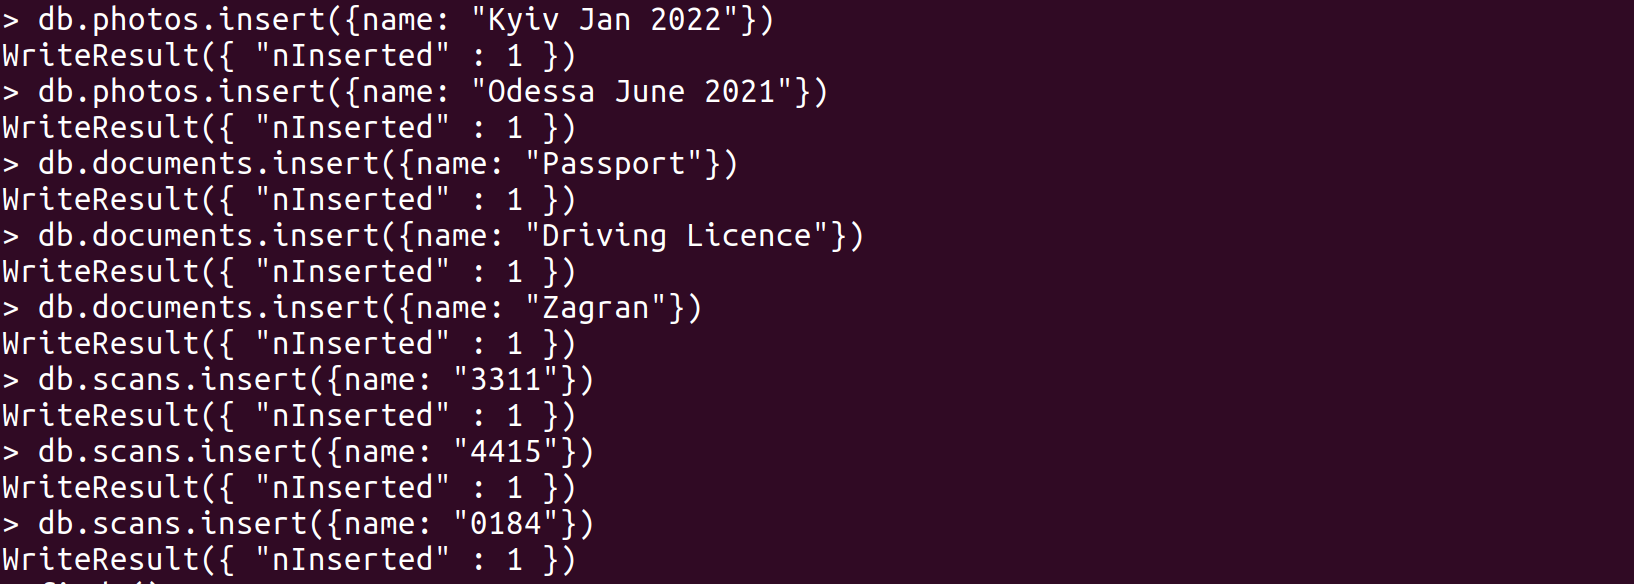 > db.photos.insert({name: "Kyiv Jan 2022"})
WriteResult({ "nInserted" : 1 })
> db.photos.insert({name: "Odessa June 2021"})
WriteResult({ "nInserted" : 1 })
> db.documents.insert({name: "Passport"})
WriteResult({ "nInserted" : 1 })
> db.documents.insert({name: "Driving Licence"})
WriteResult({ "nInserted" : 1 })
> db.documents.insert({name: "Zagran"})
WriteResult({ "nInserted" : 1 })
> db.scans.insert({name: "3311"})
WriteResult({ "nInserted" : 1 })
> db.scans.insert({name: "4415"})
WriteResult({ "nInserted" : 1 })
> db.scans.insert({name: "0184"})
WriteResult({ "nInserted" : 1 })